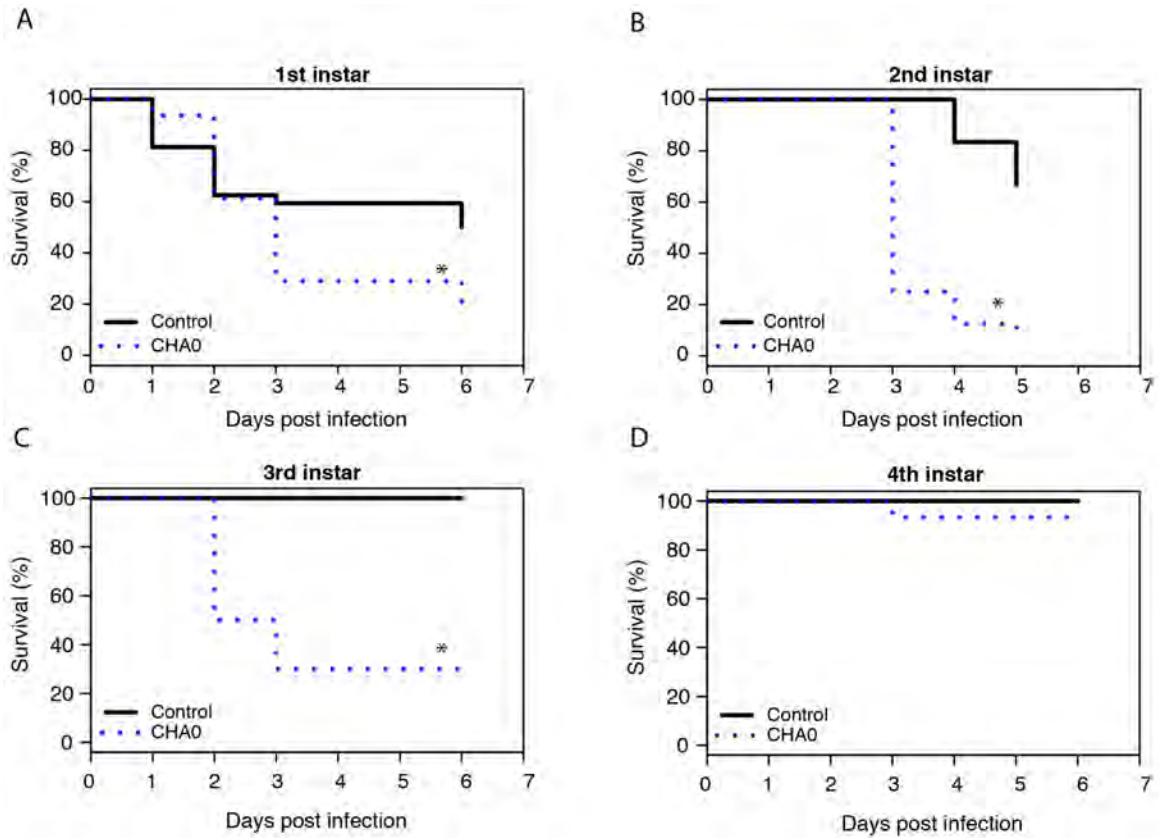 A
1st instar
100
80
60
40
20
0
Survival (%)
*
Control
CHA0
0 1 2 3 4 5 6 7
Days post infection
B
2nd instar
100
80
60
40
20
0
Survival (%)
*
Control
CHA0
0 1 2 3 4 5 6 7
Days post infection
C
3rd instar
100
80
60
40
20
0
Survival (%)
*
Control
CHA0
0 1 2 3 4 5 6 7
Days post infection
D
4th instar
100
80
60
40
20
0
Survival (%)
Control
CHA0
0 1 2 3 4 5 6 7
Days post infection